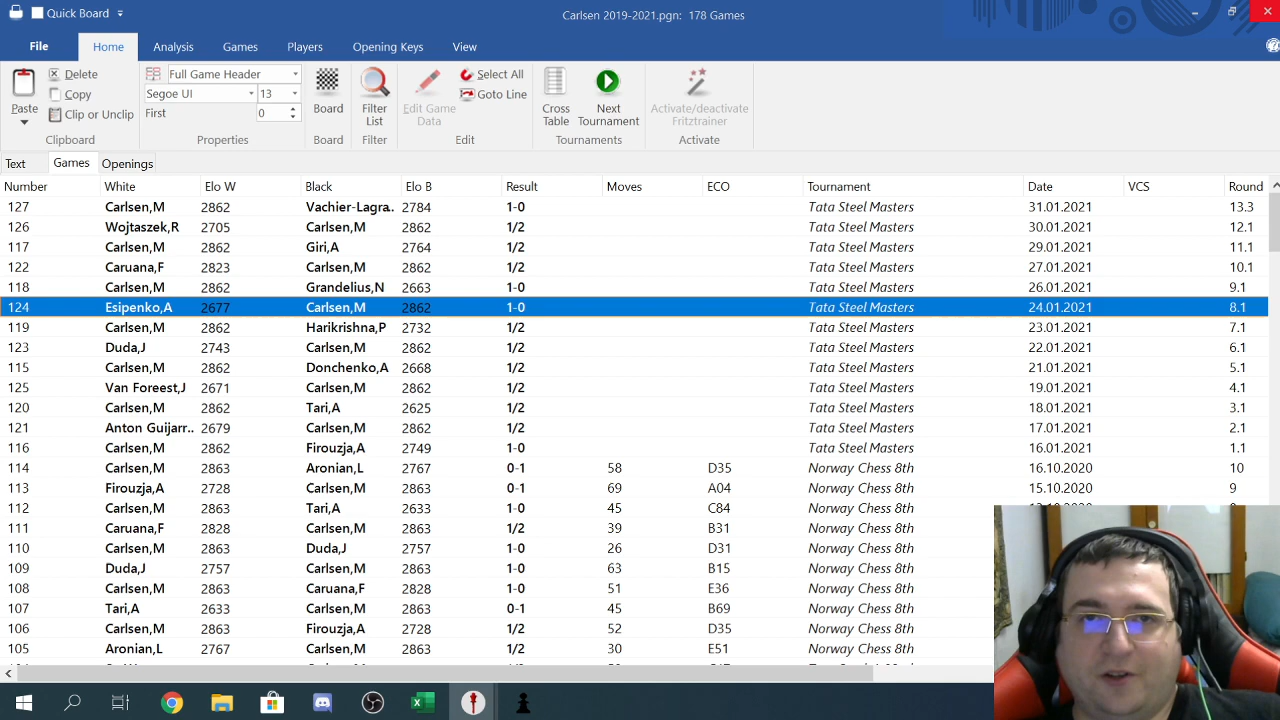 Quick Board
Carlsen 2019-2021.pgn: 178 Games
File Home Analysis Games Players Opening Keys View
Paste Delete Copy Clip or Unclip Clipboard
Full Game Header
Segoe UI 13
First 0
Properties
Board Board
Filter List Filter
Edit Game Data Select All Goto Line Edit
Cross Table Next Tournament Tournaments
Activate/deactivate Fritztrainer Activate
Text Games Openings
Number White Elo W Black Elo B Result Moves ECO Tournament Date VCS Round
127 Carlsen,M 2862 Vachier-Lagra.. 2784 1-0 Tata Steel Masters 31.01.2021 13.3
126 Wojtaszek,R 2705 Carlsen,M 2862 1/2 Tata Steel Masters 30.01.2021 12.1
117 Carlsen,M 2862 Giri,A 2764 1/2 Tata Steel Masters 29.01.2021 11.1
122 Caruana,F 2823 Carlsen,M 2862 1/2 Tata Steel Masters 27.01.2021 10.1
118 Carlsen,M 2862 Grandelius,N 2663 1-0 Tata Steel Masters 26.01.2021 9.1
124 Esipenko,A 2677 Carlsen,M 2862 1-0 Tata Steel Masters 24.01.2021 8.1
119 Carlsen,M 2862 Harikrishna,P 2732 1/2 Tata Steel Masters 23.01.2021 7.1
123 Duda,J 2743 Carlsen,M 2862 1/2 Tata Steel Masters 22.01.2021 6.1
115 Carlsen,M 2862 Donchenko,A 2668 1/2 Tata Steel Masters 21.01.2021 5.1
125 Van Foreest,J 2671 Carlsen,M 2862 1/2 Tata Steel Masters 19.01.2021 4.1
120 Carlsen,M 2862 Tari,A 2625 1/2 Tata Steel Masters 18.01.2021 3.1
121 Anton Guijarr.. 2679 Carlsen,M 2862 1/2 Tata Steel Masters 17.01.2021 2.1
116 Carlsen,M 2862 Firouzja,A 2749 1-0 Tata Steel Masters 16.01.2021 1.1
114 Carlsen,M 2863 Aronian,L 2767 0-1 58 D35 Norway Chess 8th 16.10.2020 10
113 Firouzja,A 2728 Carlsen,M 2863 0-1 69 A04 Norway Chess 8th 15.10.2020 9
112 Carlsen,M 2863 Tari,A 2633 1-0 45 C84 Norway Chess 8th
111 Caruana,F 2828 Carlsen,M 2863 1/2 39 B31 Norway Chess 8th
110 Carlsen,M 2863 Duda,J 2757 1-0 26 D31 Norway Chess 8th
109 Duda,J 2757 Carlsen,M 2863 1-0 63 B15 Norway Chess 8th
108 Carlsen,M 2863 Caruana,F 2828 1-0 51 E36 Norway Chess 8th
107 Tari,A 2633 Carlsen,M 2863 0-1 45 B69 Norway Chess 8th
106 Carlsen,M 2863 Firouzja,A 2728 1/2 52 D35 Norway Chess 8th
105 Aronian,L 2767 Carlsen,M 2863 1/2 30 E51 Norway Chess 8th